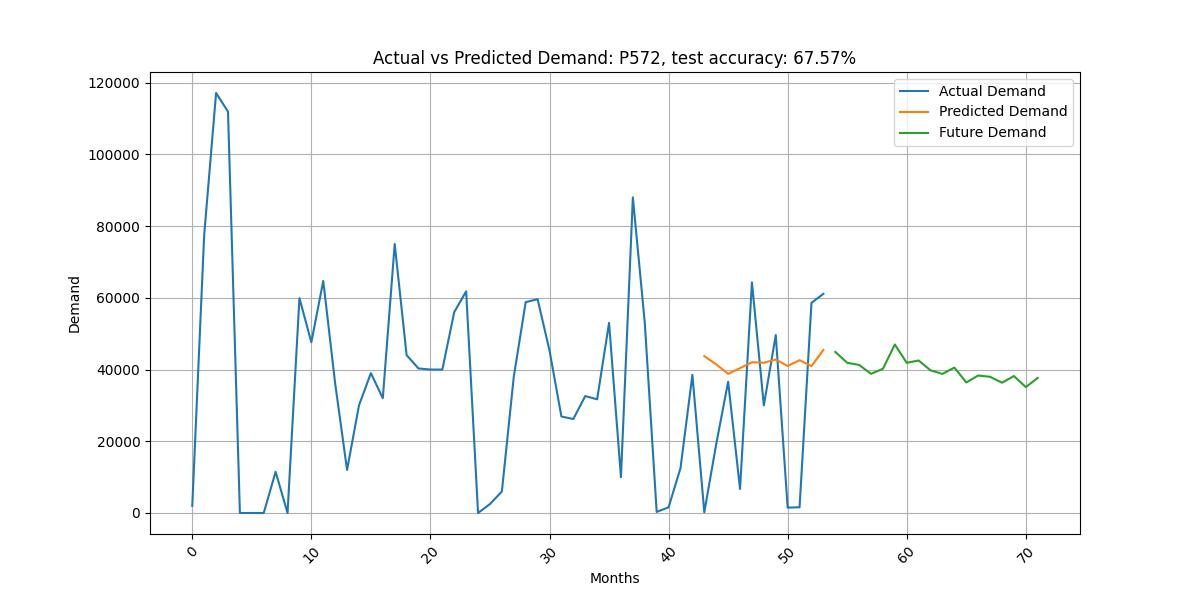 Actual vs Predicted Demand: P572, test accuracy: 67.57%
120000
100000
80000
60000
40000
20000
0
Demand
Actual Demand
Predicted Demand
Future Demand
0
10
20
30
40
50
60
70
Months